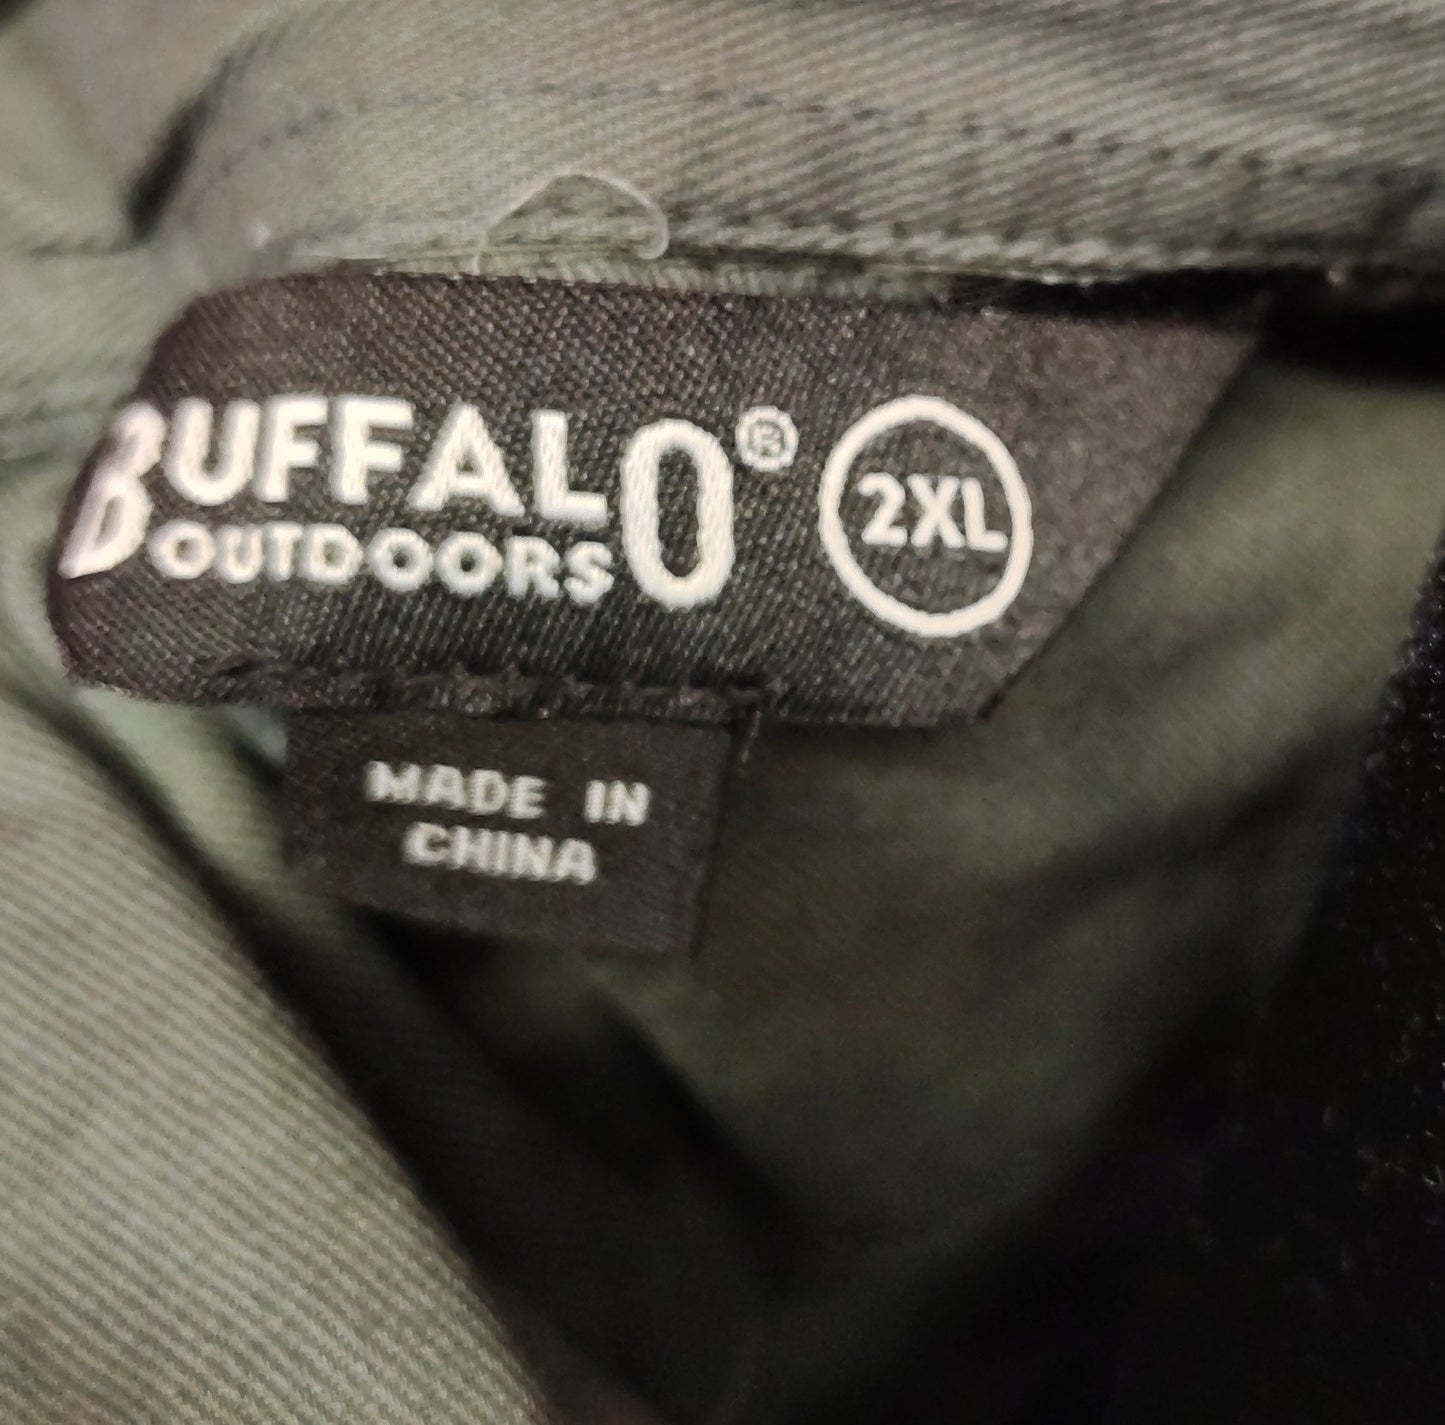 BUFFALO® 2XL
OUTDOORS
MADE IN
CHINA